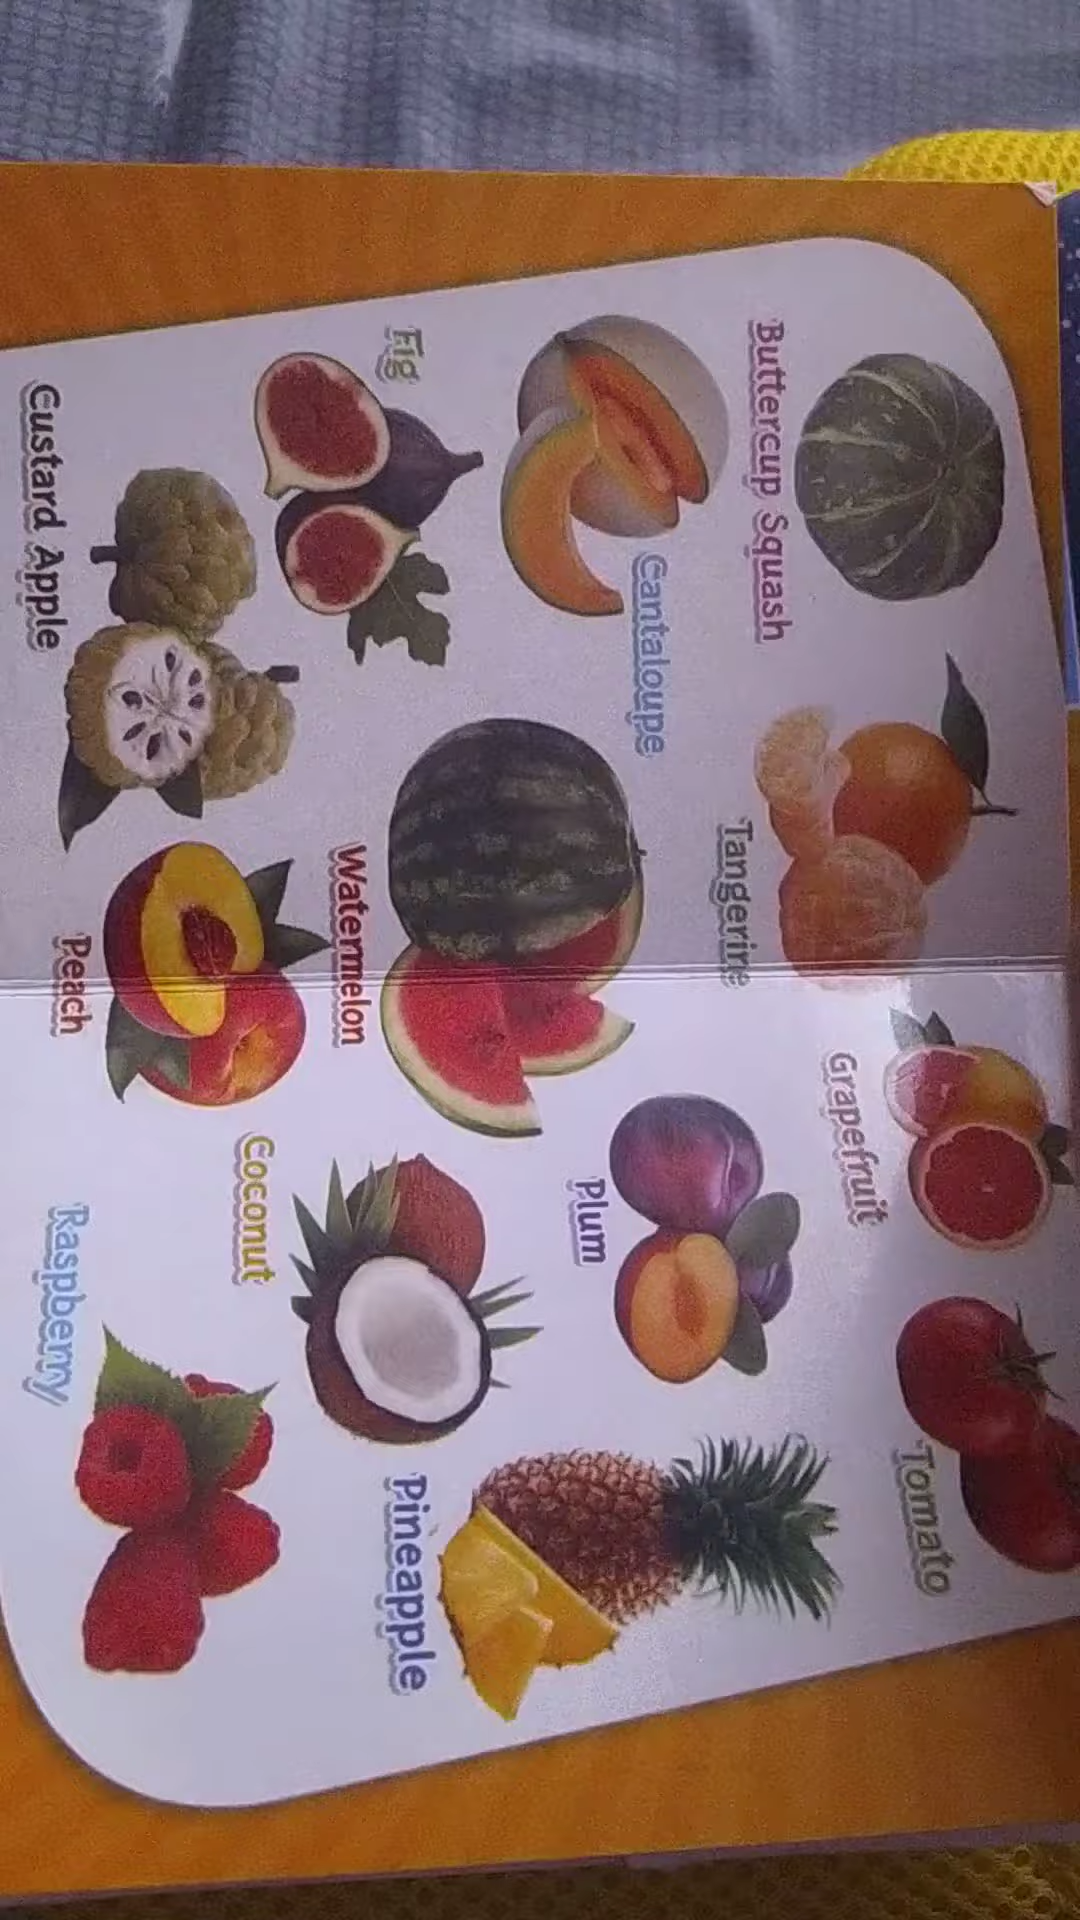 Buttercup Squash
Tangerine
Grapefruit
Tomato
Cantaloupe
Plum
Fig
Watermelon
Pineapple
Coconut
Custard Apple
Peach
Raspberry